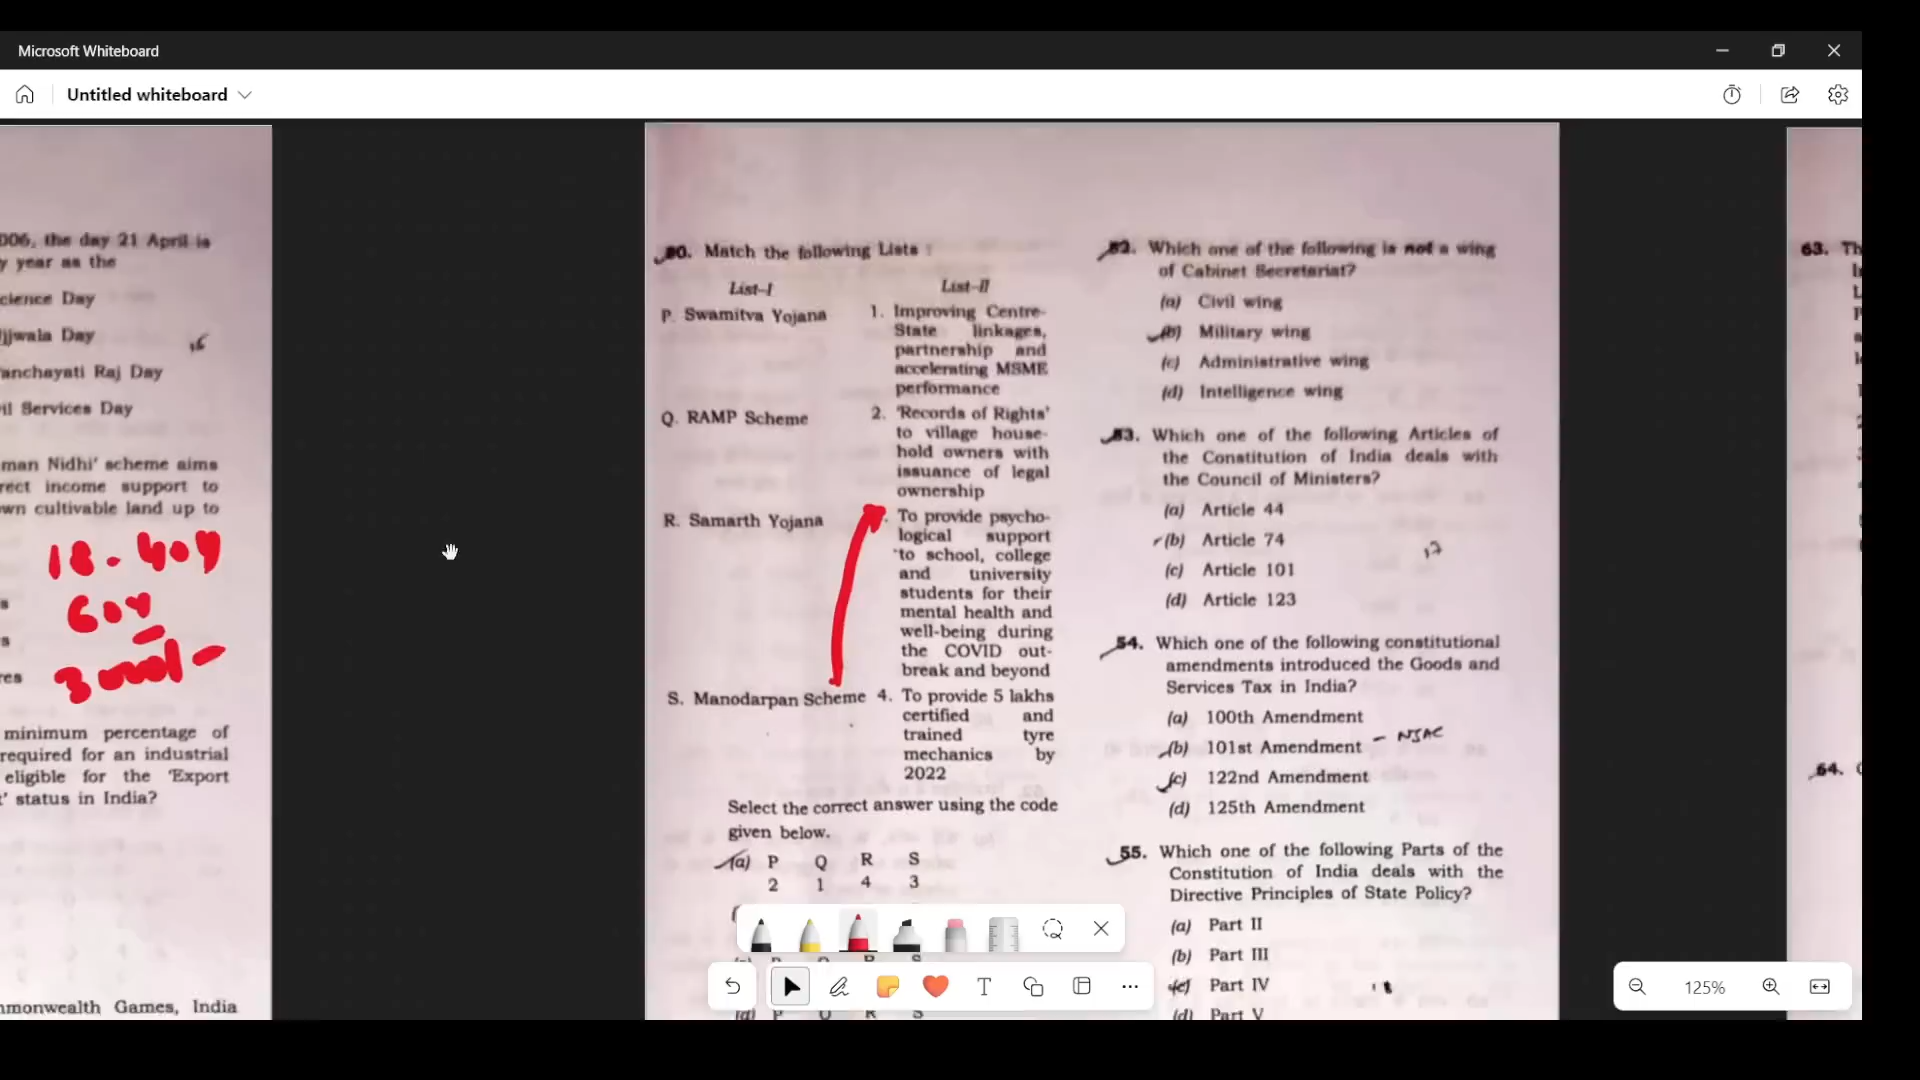 Microsoft Whiteboard
Untitled whiteboard
006, the day 21 April is
y year as the
cience Day
jjwala Day
anchayati Raj Day
il Services Day
man Nidhi' scheme aims
rect income support to
wn cultivable land up to
18 - 40y
60y
s
s
res
minimum percentage of
required for an industrial
eligible for the 'Export
' status in India?
mmonwealth Games, India
80. Match the following Lists :
List-I List-II
P. Swamitva Yojana 1. Improving Centre-
State linkages,
partnership and
accelerating MSME
performance
Q. RAMP Scheme 2. 'Records of Rights'
to village house-
hold owners with
issuance of legal
ownership
R. Samarth Yojana To provide psycho-
logical support
to school, college
and university
students for their
mental health and
well-being during
the COVID out-
break and beyond
S. Manodarpan Scheme 4. To provide 5 lakhs
certified and
trained tyre
mechanics by
2022
Select the correct answer using the code
given below.
(a) P Q R S
2 1 4 3
(d) P Q R S
52. Which one of the following is not a wing
of Cabinet Secretariat?
(a) Civil wing
(b) Military wing
(c) Administrative wing
(d) Intelligence wing
53. Which one of the following Articles of
the Constitution of India deals with
the Council of Ministers?
(a) Article 44
(b) Article 74
(c) Article 101
(d) Article 123
54. Which one of the following constitutional
amendments introduced the Goods and
Services Tax in India?
(a) 100th Amendment
(b) 101st Amendment - NJAC
(c) 122nd Amendment
(d) 125th Amendment
55. Which one of the following Parts of the
Constitution of India deals with the
Directive Principles of State Policy?
(a) Part II
(b) Part III
(c) Part IV
(d) Part V
63. Th
64.
125%